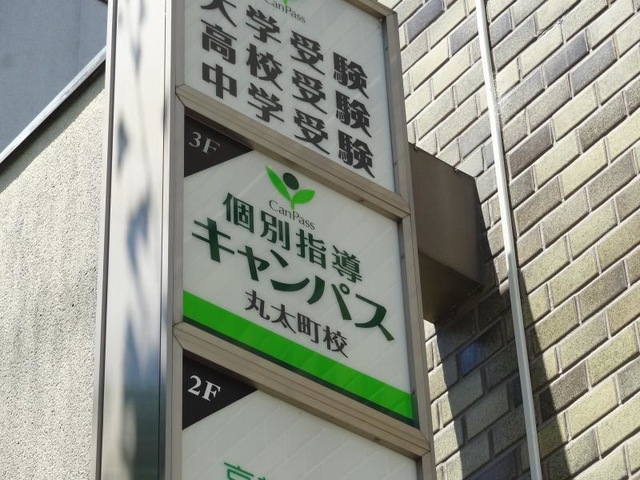 CanPass
大学受験
高校受験
中学受験
3F
CanPass
個別指導
キャンパス
丸太町校
2F